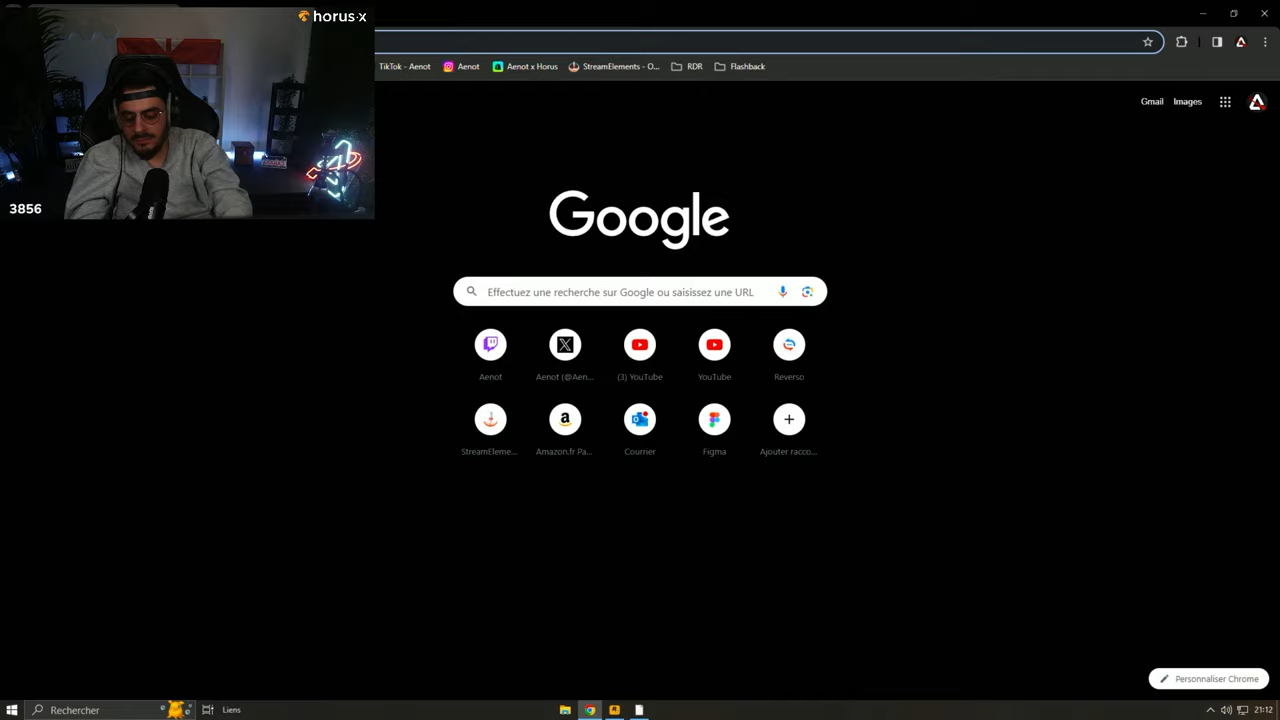 horus·x
3856
TikTok - Aenot
Aenot
Aenot x Horus
StreamElements - O...
RDR
Flashback
Gmail
Images
Google
Effectuez une recherche sur Google ou saisissez une URL
Aenot
Aenot (@Aen...
(3) YouTube
YouTube
Reverso
StreamEleme...
Amazon.fr Pa...
Courrier
Figma
Ajouter racco...
Personnaliser Chrome
Rechercher
Liens
21:12